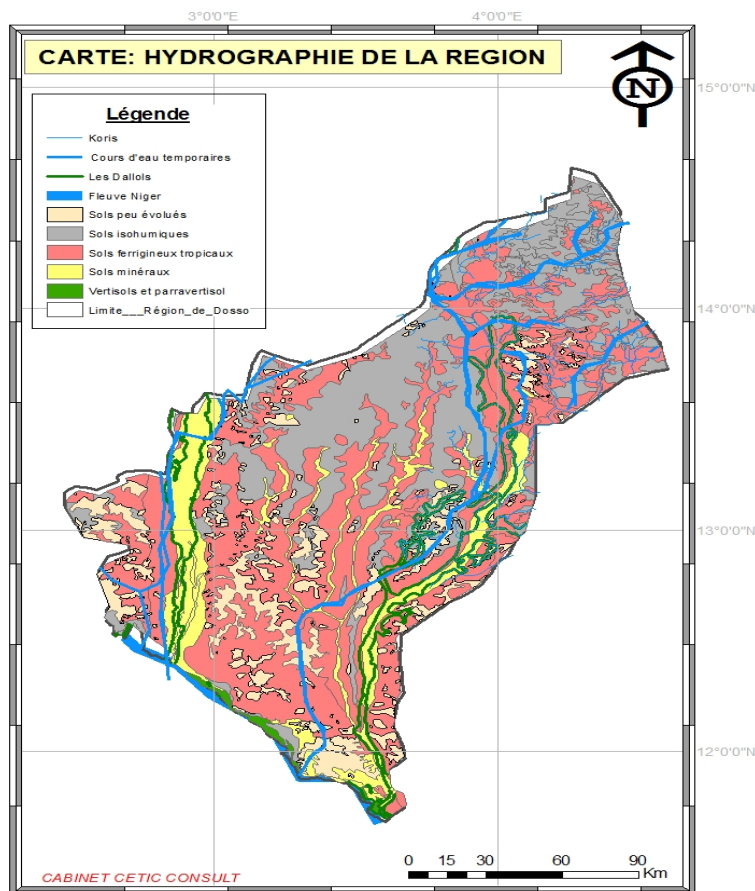 3°0'0"E 4°0'0"E
CARTE: HYDROGRAPHIE DE LA REGION
N
15°0'0"N
Légende
Koris
Cours d'eau temporaires
Les Dallols
Fleuve Niger
Sols peu évolués
Sols isohumiques
Sols ferrigineux tropicaux
Sols minéraux
Vertisols et parravertisol
Limite___Région_de_Dosso
14°0'0"N
13°0'0"N
12°0'0"N
0 15 30 60 90
Km
CABINET CETIC CONSULT